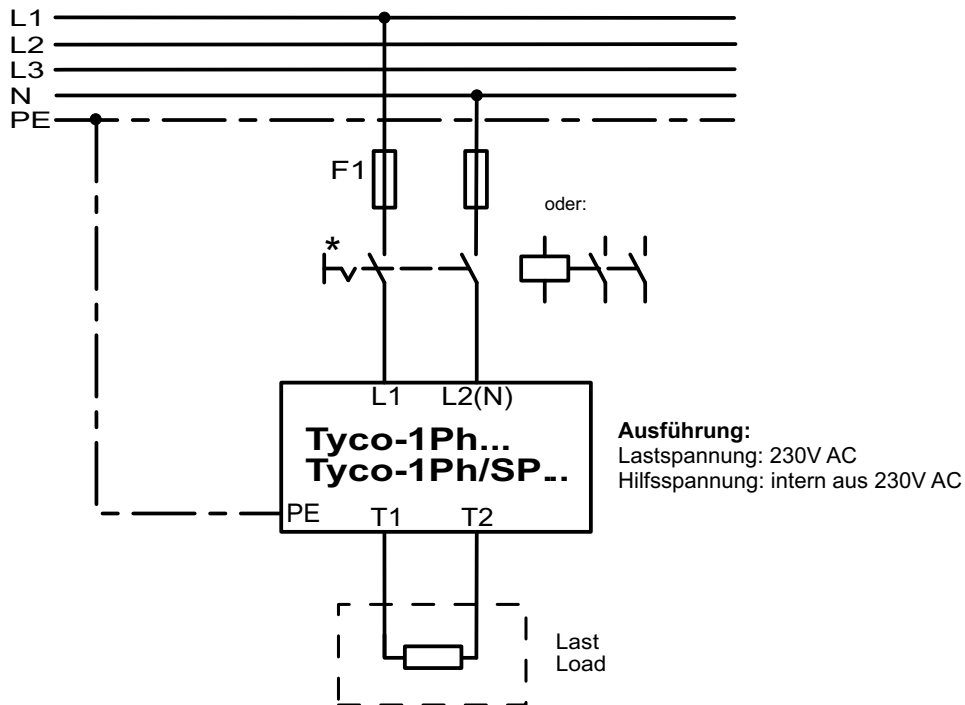 L1
L2
L3
N
PE
F1
oder:
*
L1 L2(N)
Tyco-1Ph...
Tyco-1Ph/SP...
PE T1 T2
Ausführung:
Lastspannung: 230V AC
Hilfsspannung: intern aus 230V AC
Last
Load